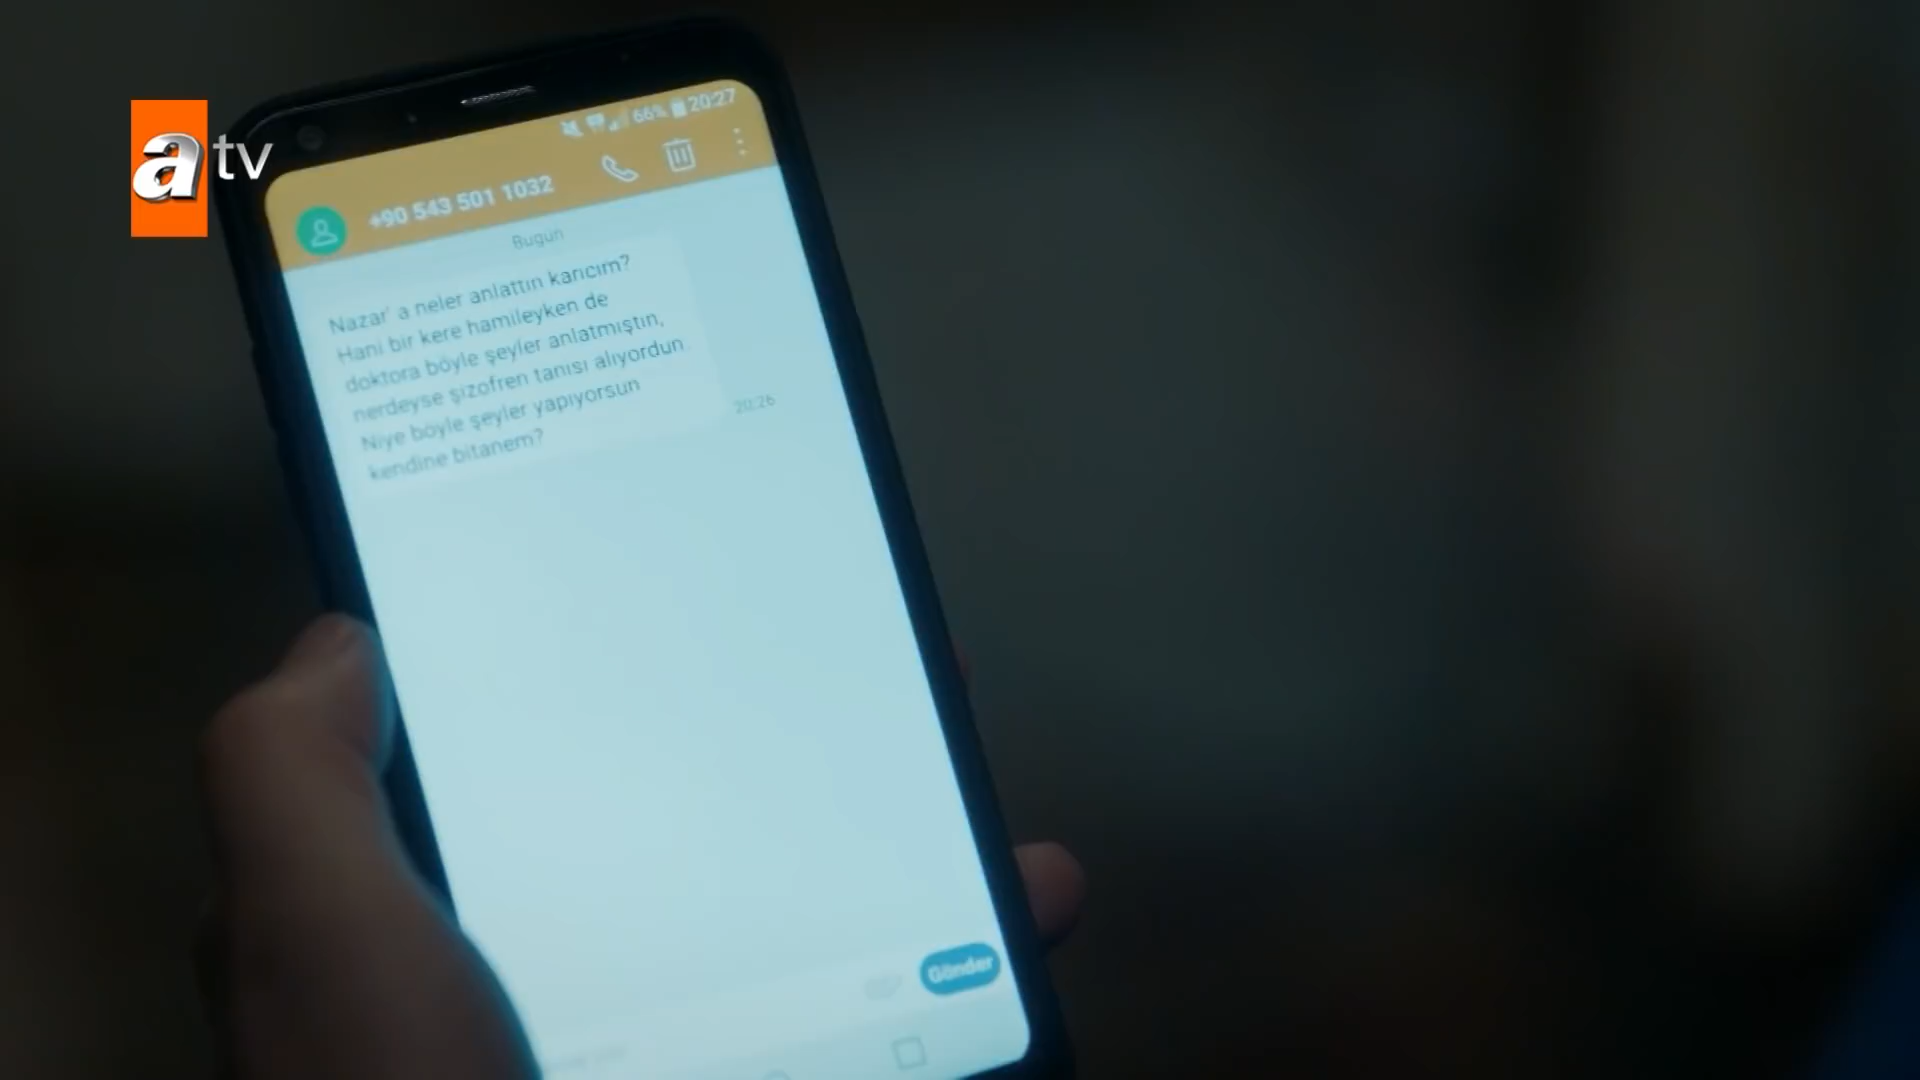 atv
66% 20:27
+90 543 501 1032
Bugün
Nazar' a neler anlattın karıcım?
Hani bir kere hamileyken de
doktora böyle şeyler anlatmıştın,
nerdeyse şizofren tanısı alıyordun
Niye böyle şeyler yapıyorsun
kendine bitanem?
20:26
Gönder